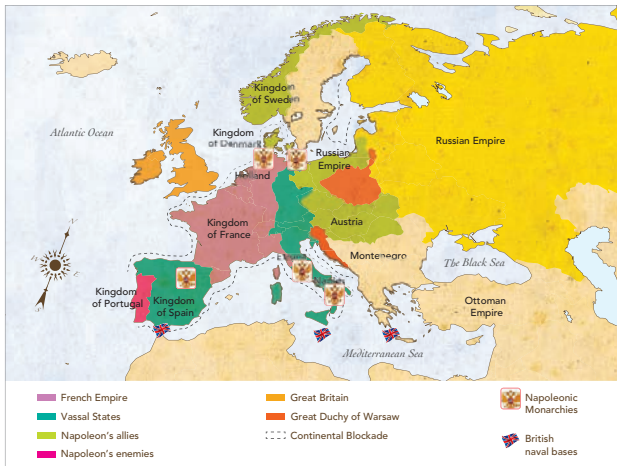 Kingdom
of Sweden
Atlantic Ocean
Kingdom
of Denmark
Russian
Empire
Russian Empire
Holland
Kingdom
of France
Austria
Montenegro
The Black Sea
Kingdom
of Portugal
Kingdom
of Spain
Ottoman
Empire
Mediterranean Sea
French Empire
Vassal States
Napoleon's allies
Napoleon's enemies
Great Britain
Great Duchy of Warsaw
Continental Blockade
Napoleonic
Monarchies
British
naval bases